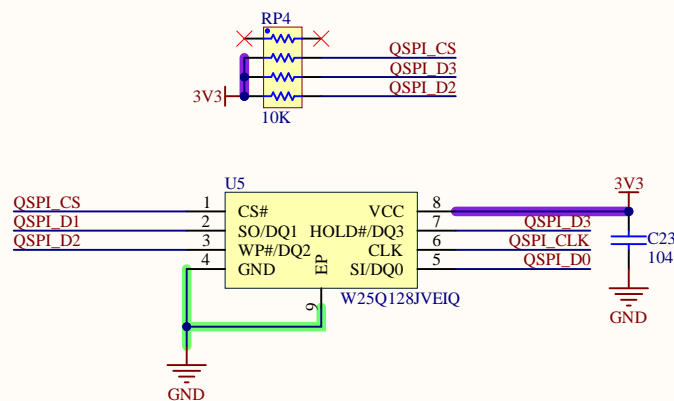 RP4
QSPI_CS
QSPI_D3
3V3
QSPI_D2
10K
U5
3V3
QSPI_CS 1 CS# VCC 8
QSPI_D1 2 SO/DQ1 HOLD#/DQ3 7 QSPI_D3
QSPI_D2 3 WP#/DQ2 CLK 6 QSPI_CLK
4 GND EP SI/DQ0 5 QSPI_D0
C23
104
9
W25Q128JVEIQ
GND
GND